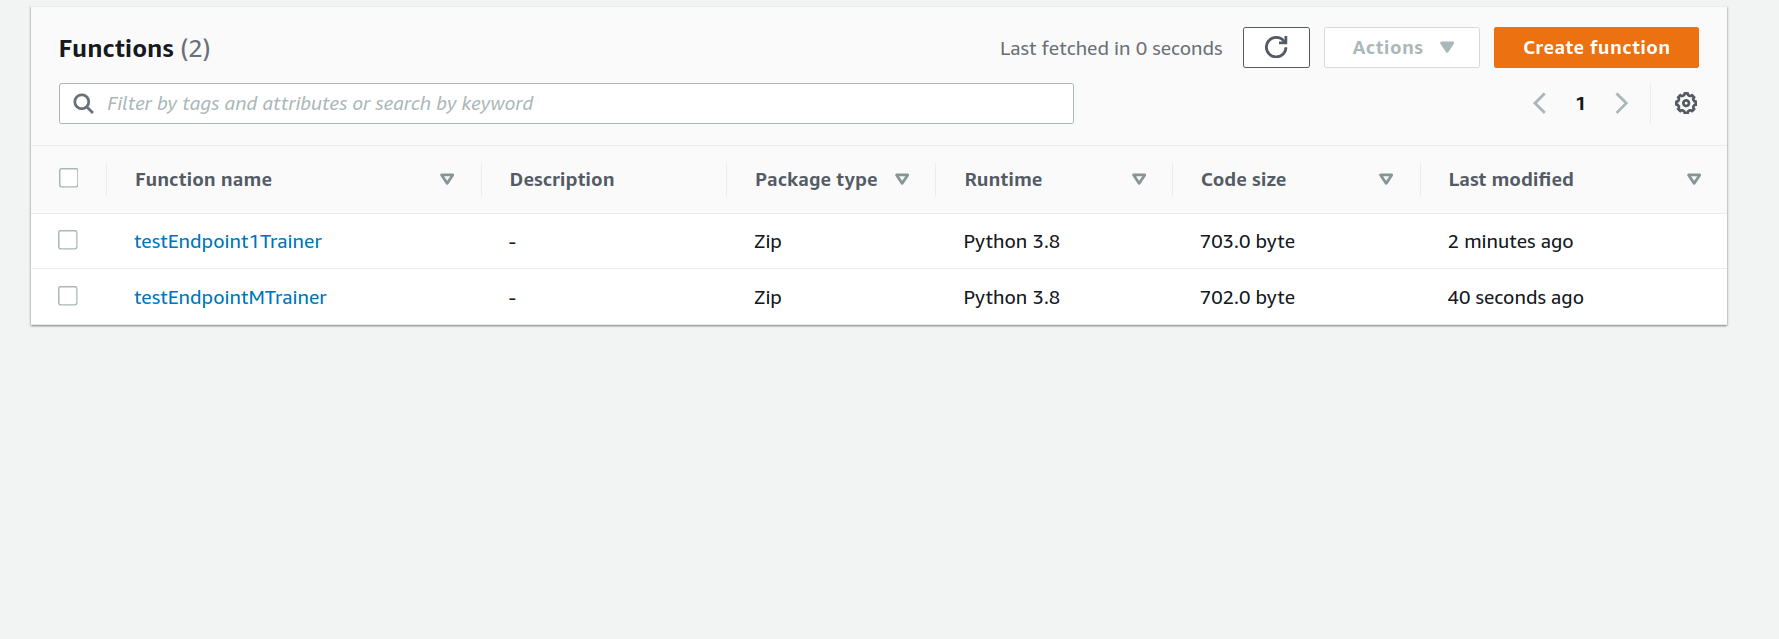 Functions (2)
Last fetched in 0 seconds
Actions
Create function
Filter by tags and attributes or search by keyword
1
Function name Description Package type Runtime Code size Last modified
testEndpoint1Trainer - Zip Python 3.8 703.0 byte 2 minutes ago
testEndpointMTrainer - Zip Python 3.8 702.0 byte 40 seconds ago